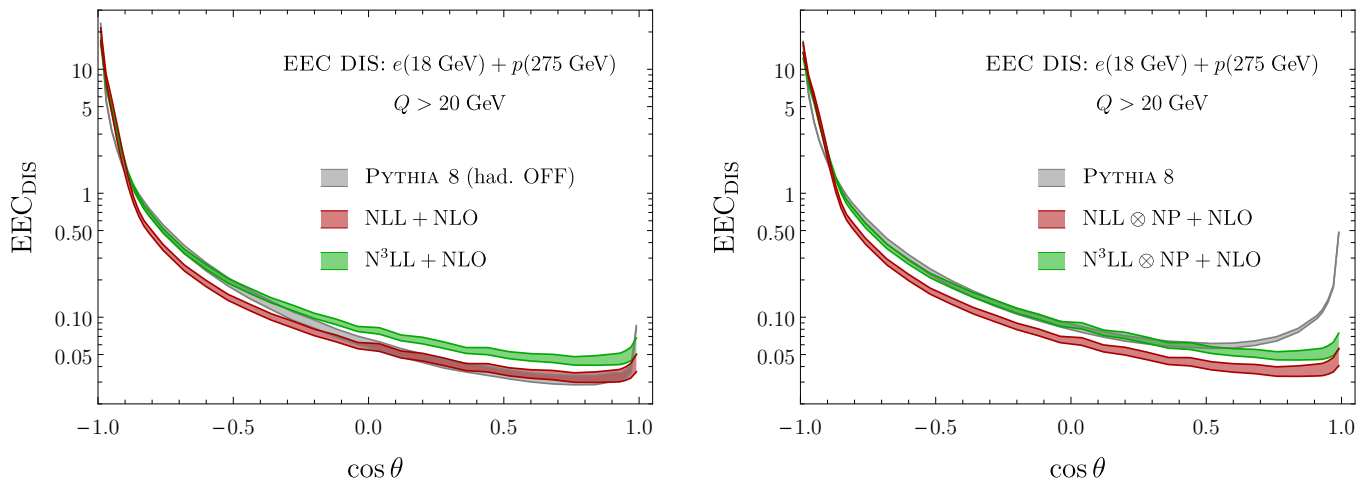 EEC DIS: e(18 GeV) + p(275 GeV)
Q > 20 GeV
PYTHIA 8 (had. OFF)
NLL + NLO
N³LL + NLO
EEC_DIS
10
5
1
0.50
0.10
0.05
−1.0 −0.5 0.0 0.5 1.0
cos θ
EEC DIS: e(18 GeV) + p(275 GeV)
Q > 20 GeV
PYTHIA 8
NLL ⊗ NP + NLO
N³LL ⊗ NP + NLO
EEC_DIS
10
5
1
0.50
0.10
0.05
−1.0 −0.5 0.0 0.5 1.0
cos θ